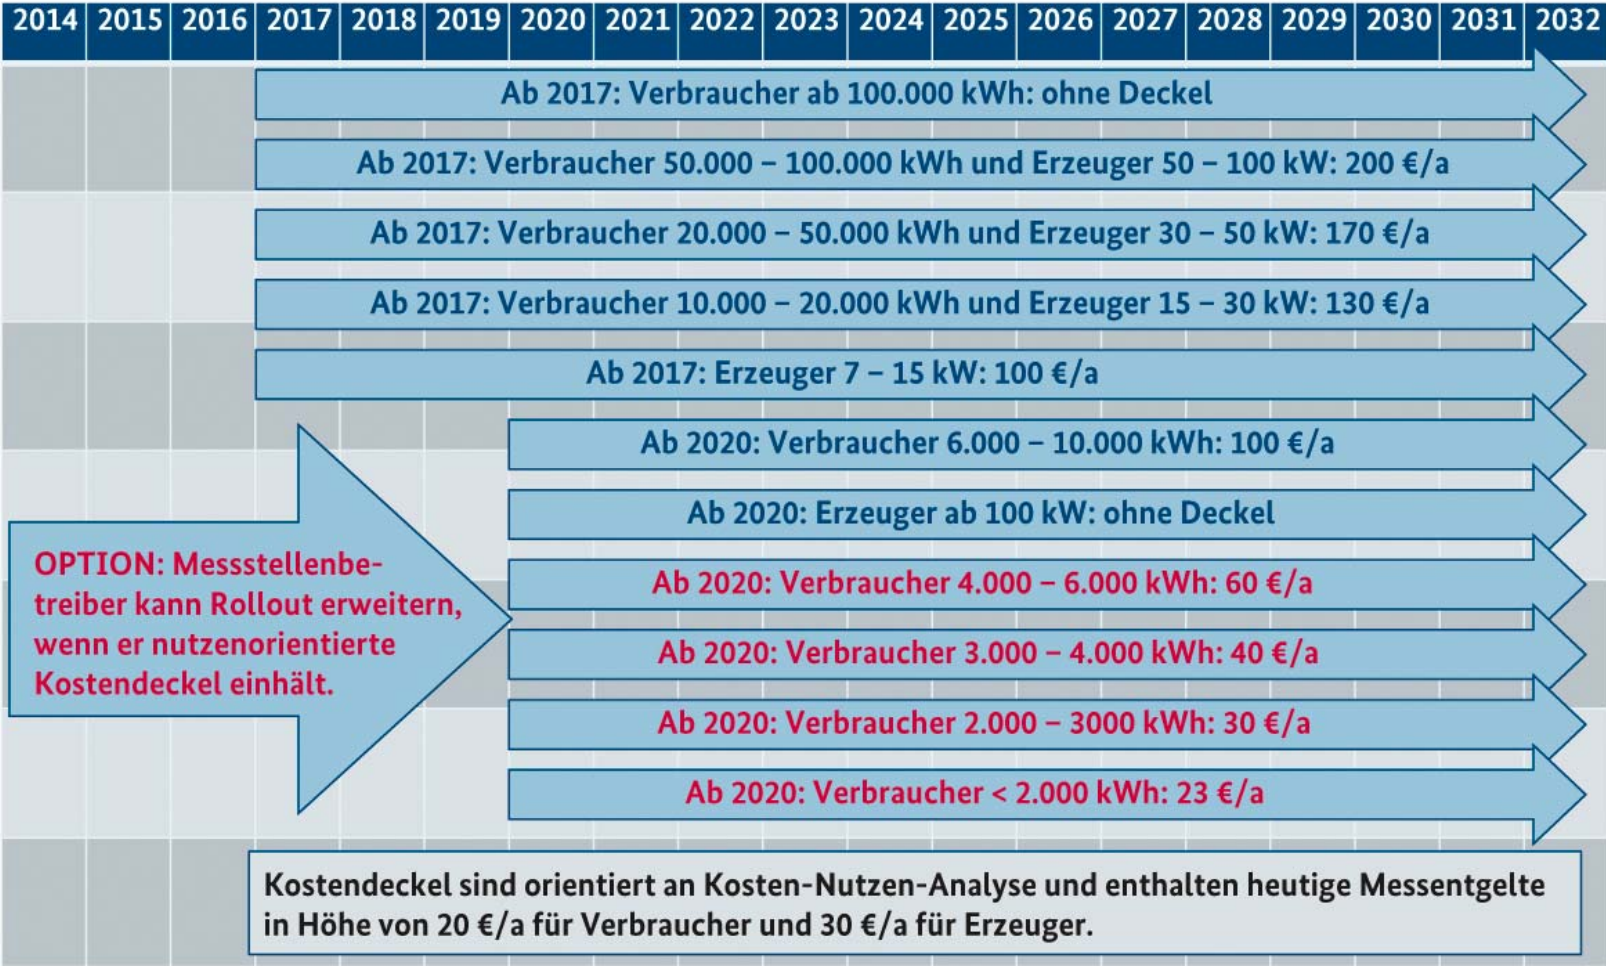 2014 2015 2016 2017 2018 2019 2020 2021 2022 2023 2024 2025 2026 2027 2028 2029 2030 2031 2032
Ab 2017: Verbraucher ab 100.000 kWh: ohne Deckel
Ab 2017: Verbraucher 50.000 – 100.000 kWh und Erzeuger 50 – 100 kW: 200 €/a
Ab 2017: Verbraucher 20.000 – 50.000 kWh und Erzeuger 30 – 50 kW: 170 €/a
Ab 2017: Verbraucher 10.000 – 20.000 kWh und Erzeuger 15 – 30 kW: 130 €/a
Ab 2017: Erzeuger 7 – 15 kW: 100 €/a
Ab 2020: Verbraucher 6.000 – 10.000 kWh: 100 €/a
Ab 2020: Erzeuger ab 100 kW: ohne Deckel
OPTION: Messstellenbe-
treiber kann Rollout erweitern,
wenn er nutzenorientierte
Kostendeckel einhält.
Ab 2020: Verbraucher 4.000 – 6.000 kWh: 60 €/a
Ab 2020: Verbraucher 3.000 – 4.000 kWh: 40 €/a
Ab 2020: Verbraucher 2.000 – 3000 kWh: 30 €/a
Ab 2020: Verbraucher < 2.000 kWh: 23 €/a
Kostendeckel sind orientiert an Kosten-Nutzen-Analyse und enthalten heutige Messentgelte
in Höhe von 20 €/a für Verbraucher und 30 €/a für Erzeuger.